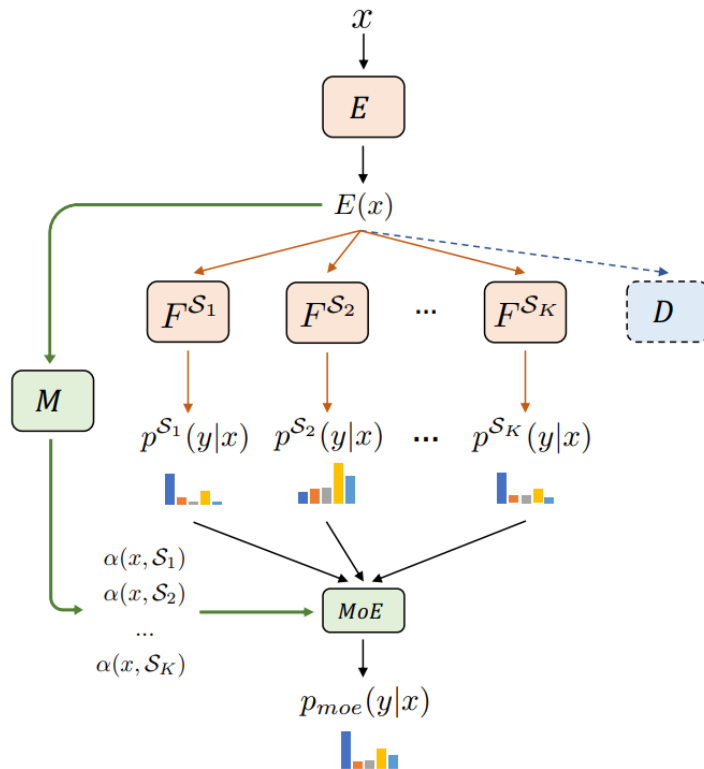 x
E
E(x)
F^{S_1} F^{S_2} ... F^{S_K} D
M
p^{S_1}(y|x) p^{S_2}(y|x) ... p^{S_K}(y|x)
α(x, S_1)
α(x, S_2)
...
α(x, S_K)
MoE
p_{moe}(y|x)